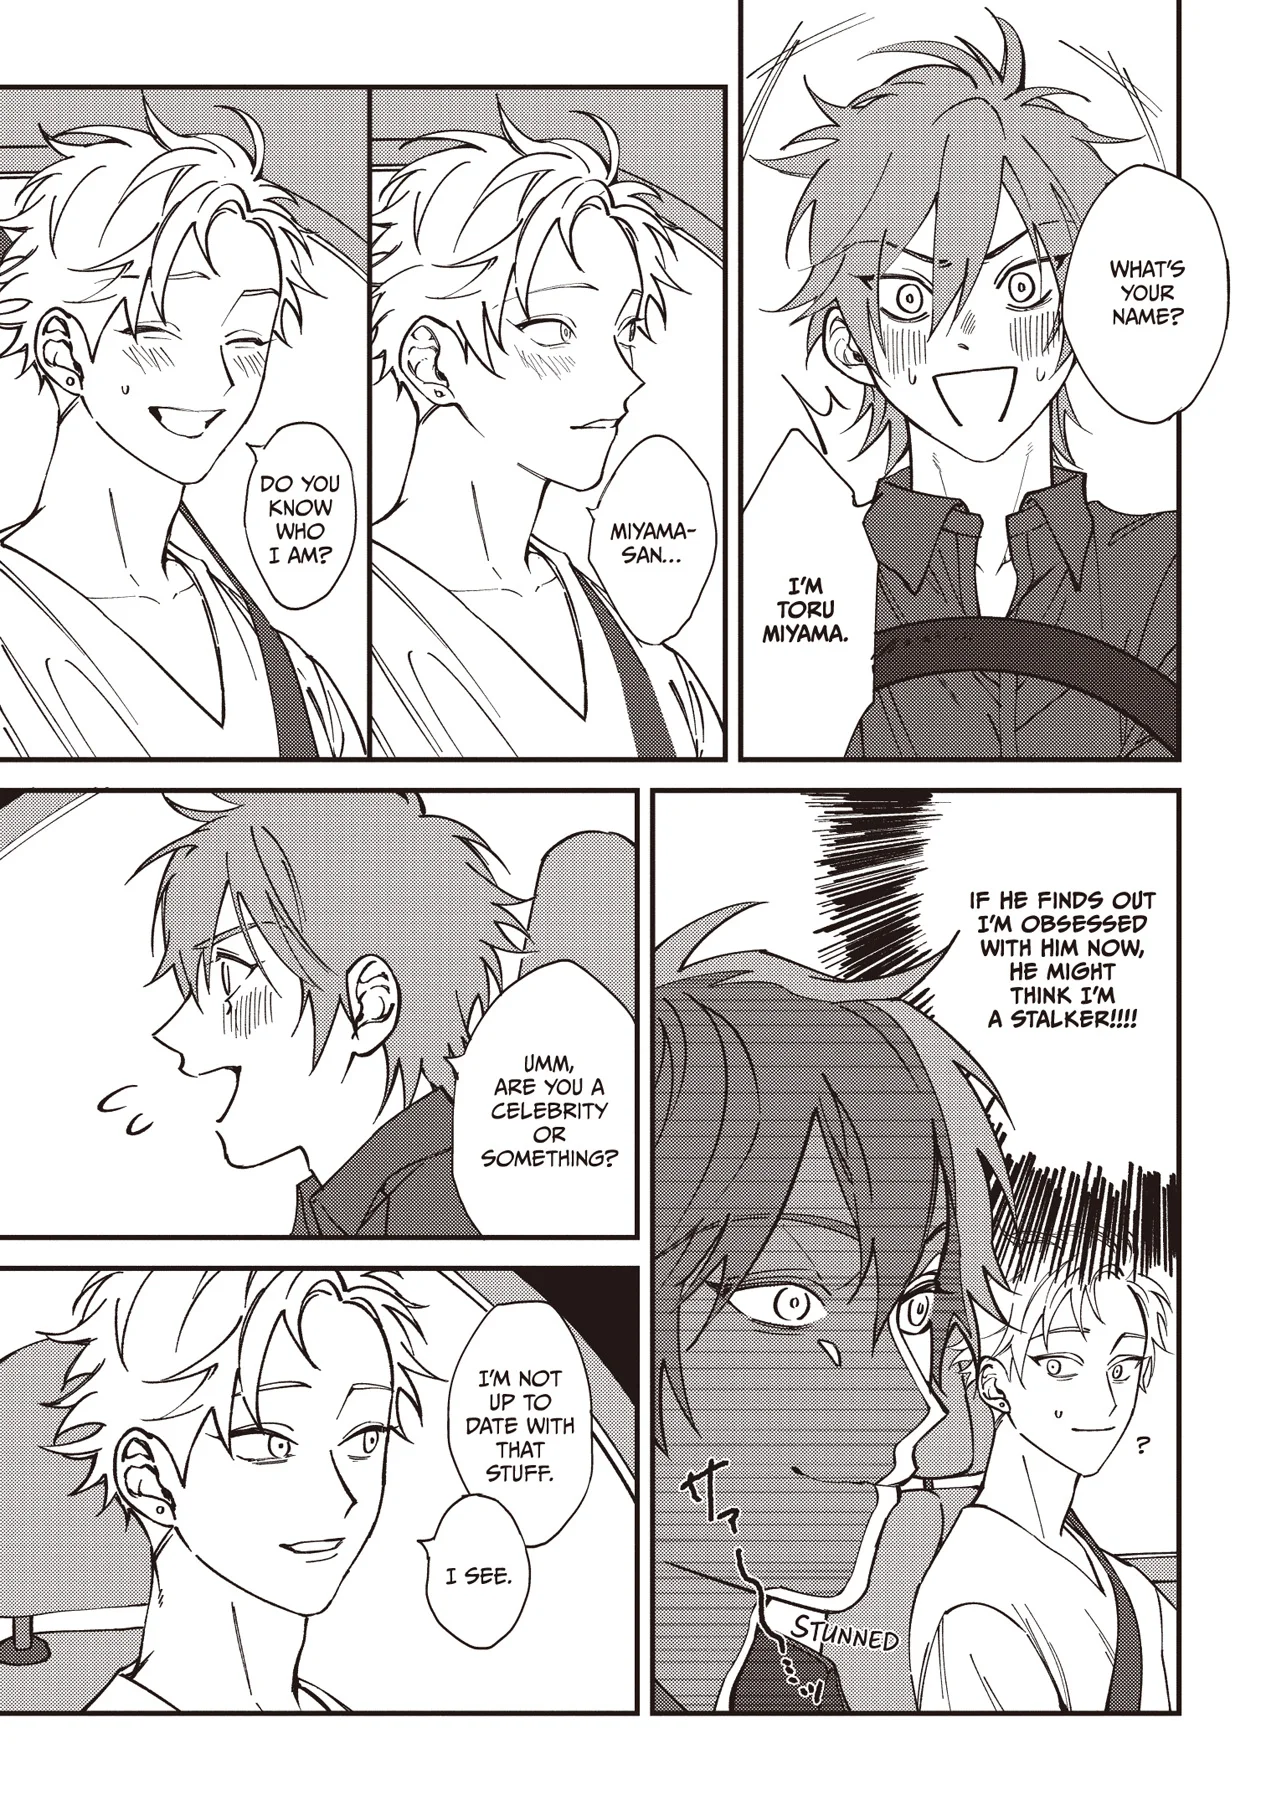 WHAT'S
YOUR
NAME?
I'M
TORU
MIYAMA.
MIYAMA-
SAN...
DO YOU
KNOW
WHO
I AM?
IF HE FINDS OUT
I'M OBSESSED
WITH HIM NOW,
HE MIGHT
THINK I'M
A STALKER!!!!
?
サァ
STUNNED
UMM,
ARE YOU A
CELEBRITY
OR
SOMETHING?
I'M NOT
UP TO
DATE WITH
THAT
STUFF.
I SEE.